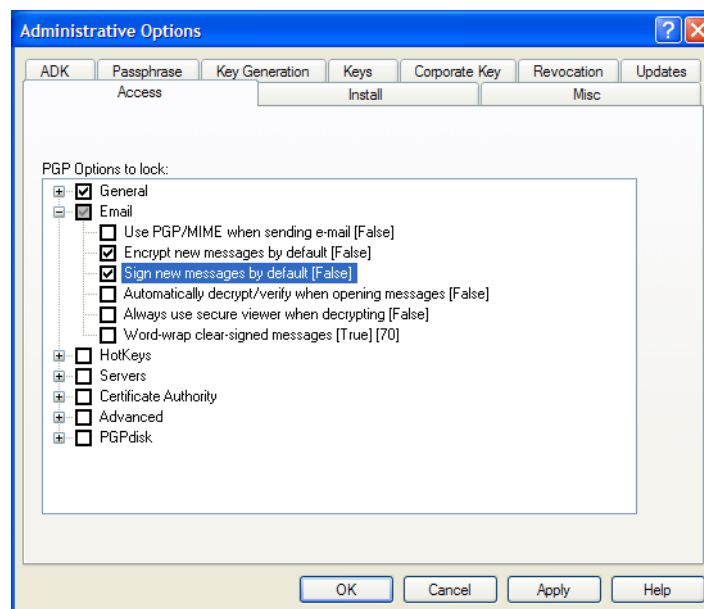 Administrative Options
ADK Passphrase Key Generation Keys Corporate Key Revocation Updates
Access Install Misc
PGP Options to lock:
General
Email
Use PGP/MIME when sending e-mail [False]
Encrypt new messages by default [False]
Sign new messages by default [False]
Automatically decrypt/verify when opening messages [False]
Always use secure viewer when decrypting [False]
Word-wrap clear-signed messages [True] [70]
HotKeys
Servers
Certificate Authority
Advanced
PGPdisk
OK Cancel Apply Help